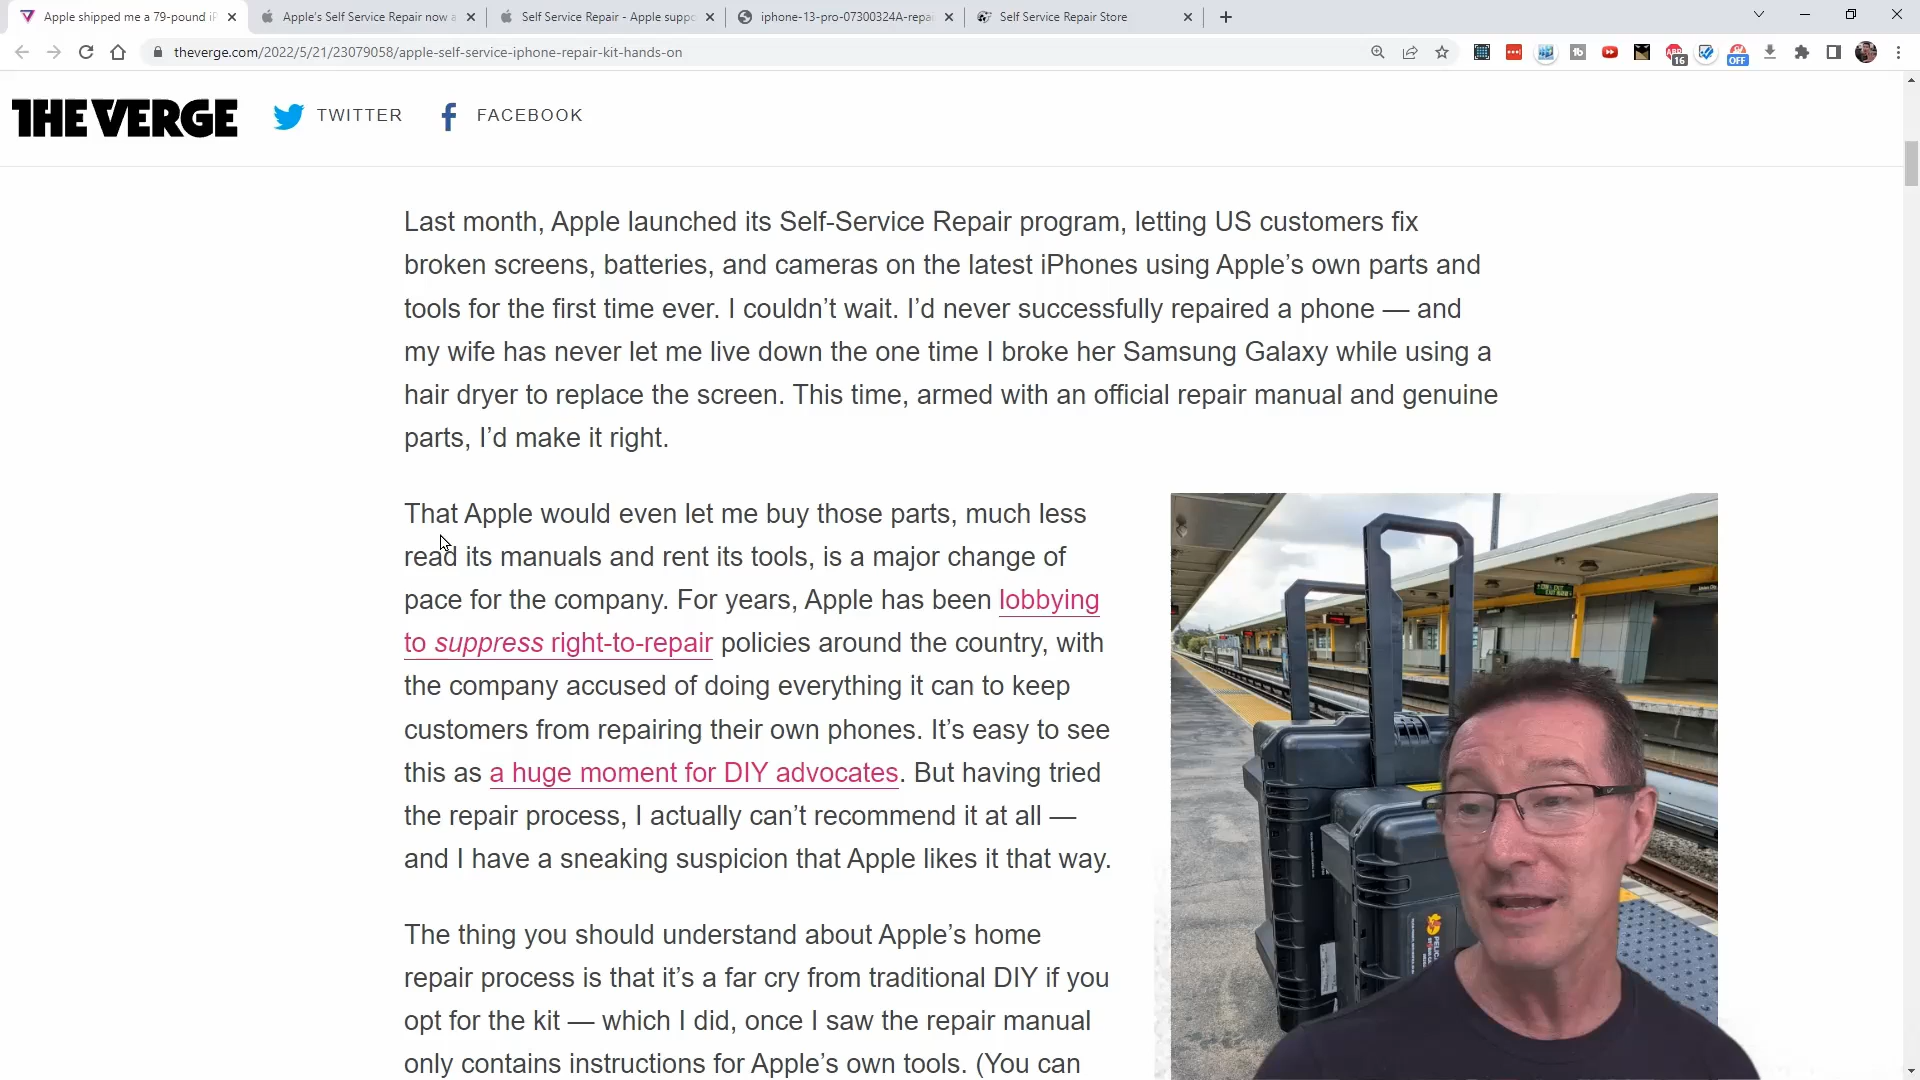 Apple shipped me a 79-pound iP
Apple's Self Service Repair now a
Self Service Repair - Apple suppo
iphone-13-pro-07300324A-repai
Self Service Repair Store
theverge.com/2022/5/21/23079058/apple-self-service-iphone-repair-kit-hands-on
16
OFF
THE VERGE
TWITTER
FACEBOOK
Last month, Apple launched its Self-Service Repair program, letting US customers fix
broken screens, batteries, and cameras on the latest iPhones using Apple’s own parts and
tools for the first time ever. I couldn’t wait. I’d never successfully repaired a phone — and
my wife has never let me live down the one time I broke her Samsung Galaxy while using a
hair dryer to replace the screen. This time, armed with an official repair manual and genuine
parts, I’d make it right.
That Apple would even let me buy those parts, much less
read its manuals and rent its tools, is a major change of
pace for the company. For years, Apple has been lobbying
to suppress right-to-repair policies around the country, with
the company accused of doing everything it can to keep
customers from repairing their own phones. It’s easy to see
this as a huge moment for DIY advocates. But having tried
the repair process, I actually can’t recommend it at all —
and I have a sneaking suspicion that Apple likes it that way.
The thing you should understand about Apple’s home
repair process is that it’s a far cry from traditional DIY if you
opt for the kit — which I did, once I saw the repair manual
only contains instructions for Apple’s own tools. (You can